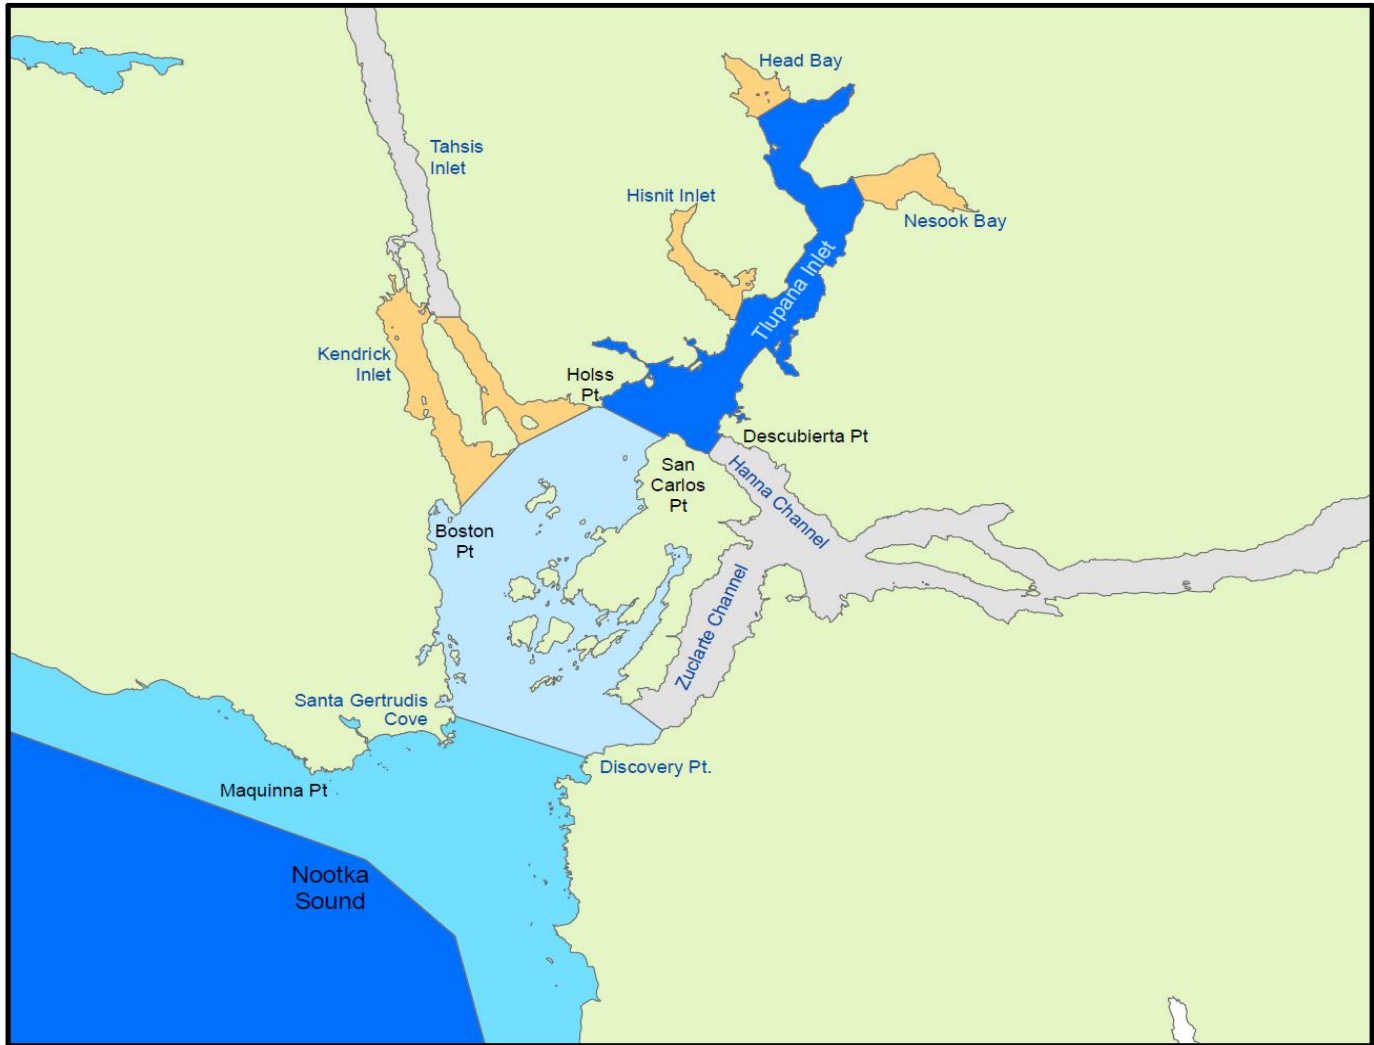 Head Bay
Tahsis
Inlet
Hisnit Inlet
Nesook Bay
Tlupana Inlet
Kendrick
Inlet
Holss
Pt
Descubierta Pt
San
Carlos
Pt
Hanna Channel
Boston
Pt
Zuclarte Channel
Santa Gertrudis
Cove
Discovery Pt.
Maquinna Pt
Nootka
Sound